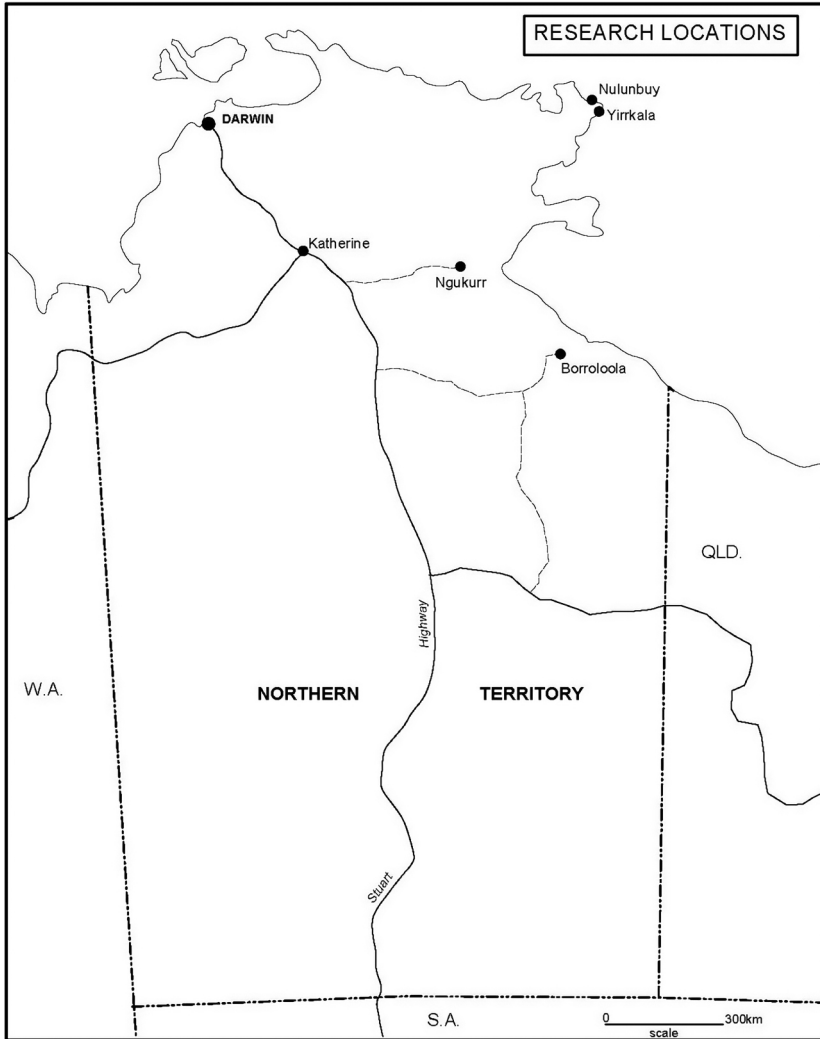 RESEARCH LOCATIONS
Nulunbuy
Yirrkala
DARWIN
Katherine
Ngukurr
Borroloola
QLD.
Highway
W.A.
NORTHERN TERRITORY
Stuart
S.A.
0 300km
scale